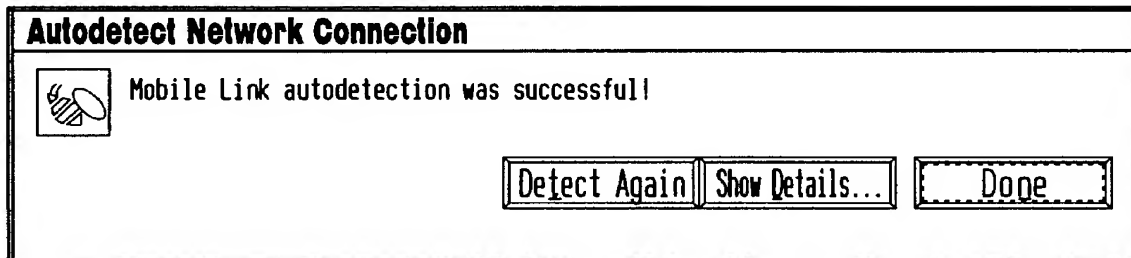 Autodetect Network Connection
Mobile Link autodetection was successful!
Detect Again Show Details... Done